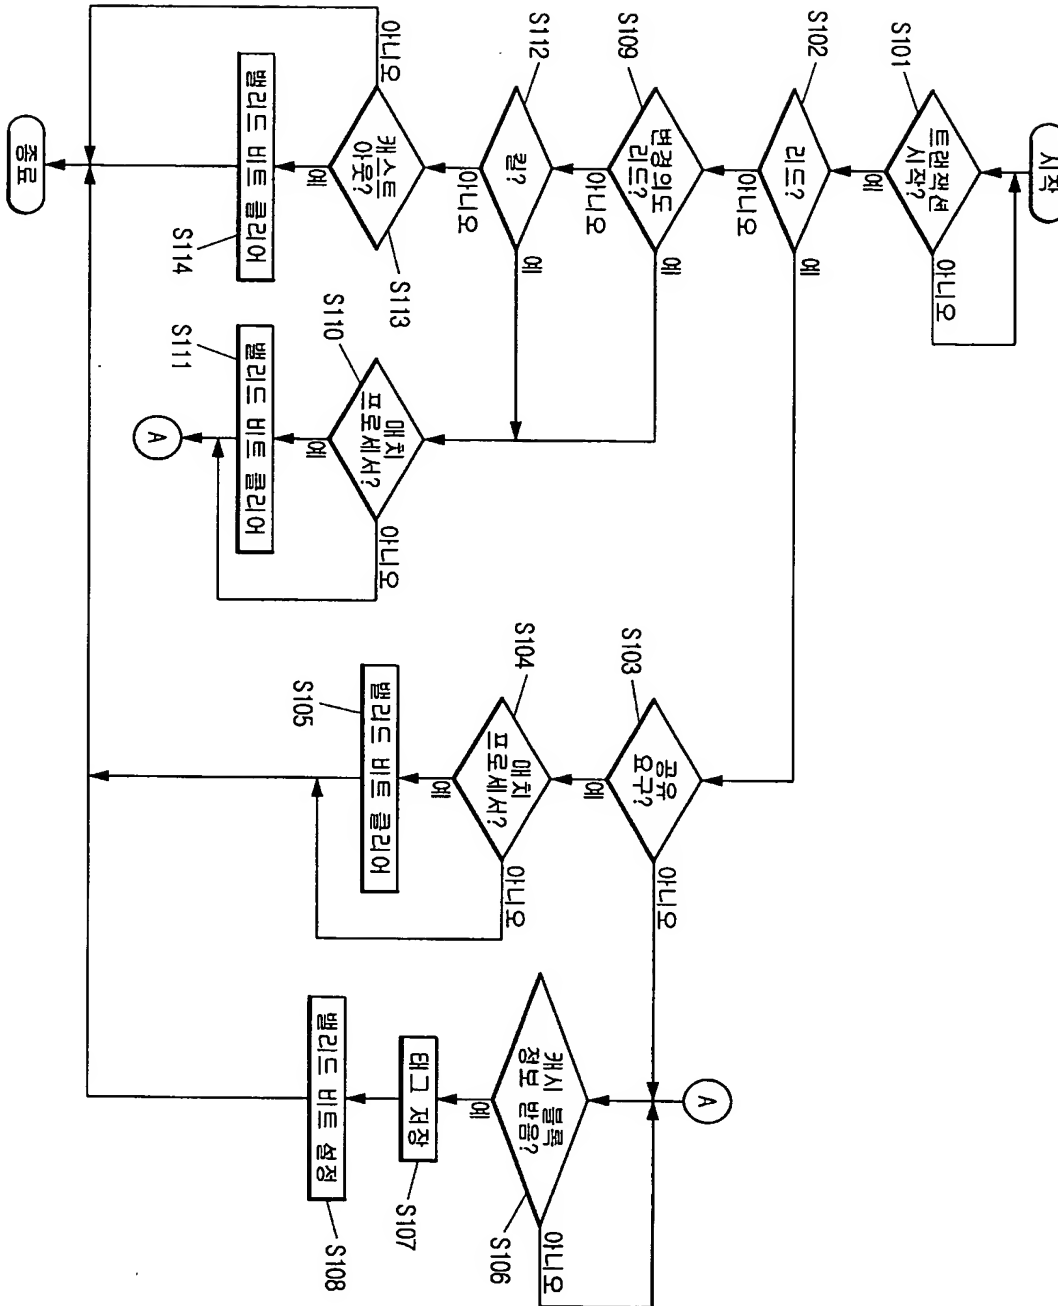 시작
S101
트랜잭션
시작?
아니오
예
S102
리드?
예
아니오
S109
변경의도
리드?
예
아니오
S112
킬?
예
아니오
S113
캐스트
아웃?
아니오
예
S114
밸리드 비트 클리어
종료
S110
매치
프로세서?
아니오
예
S111
밸리드 비트 클리어
A
S103
공유
요구?
아니오
예
S104
매치
프로세서?
아니오
예
S105
밸리드 비트 클리어
A
S106
캐시 블록
정보 받음?
아니오
예
S107
태그 저장
S108
밸리드 비트 설정